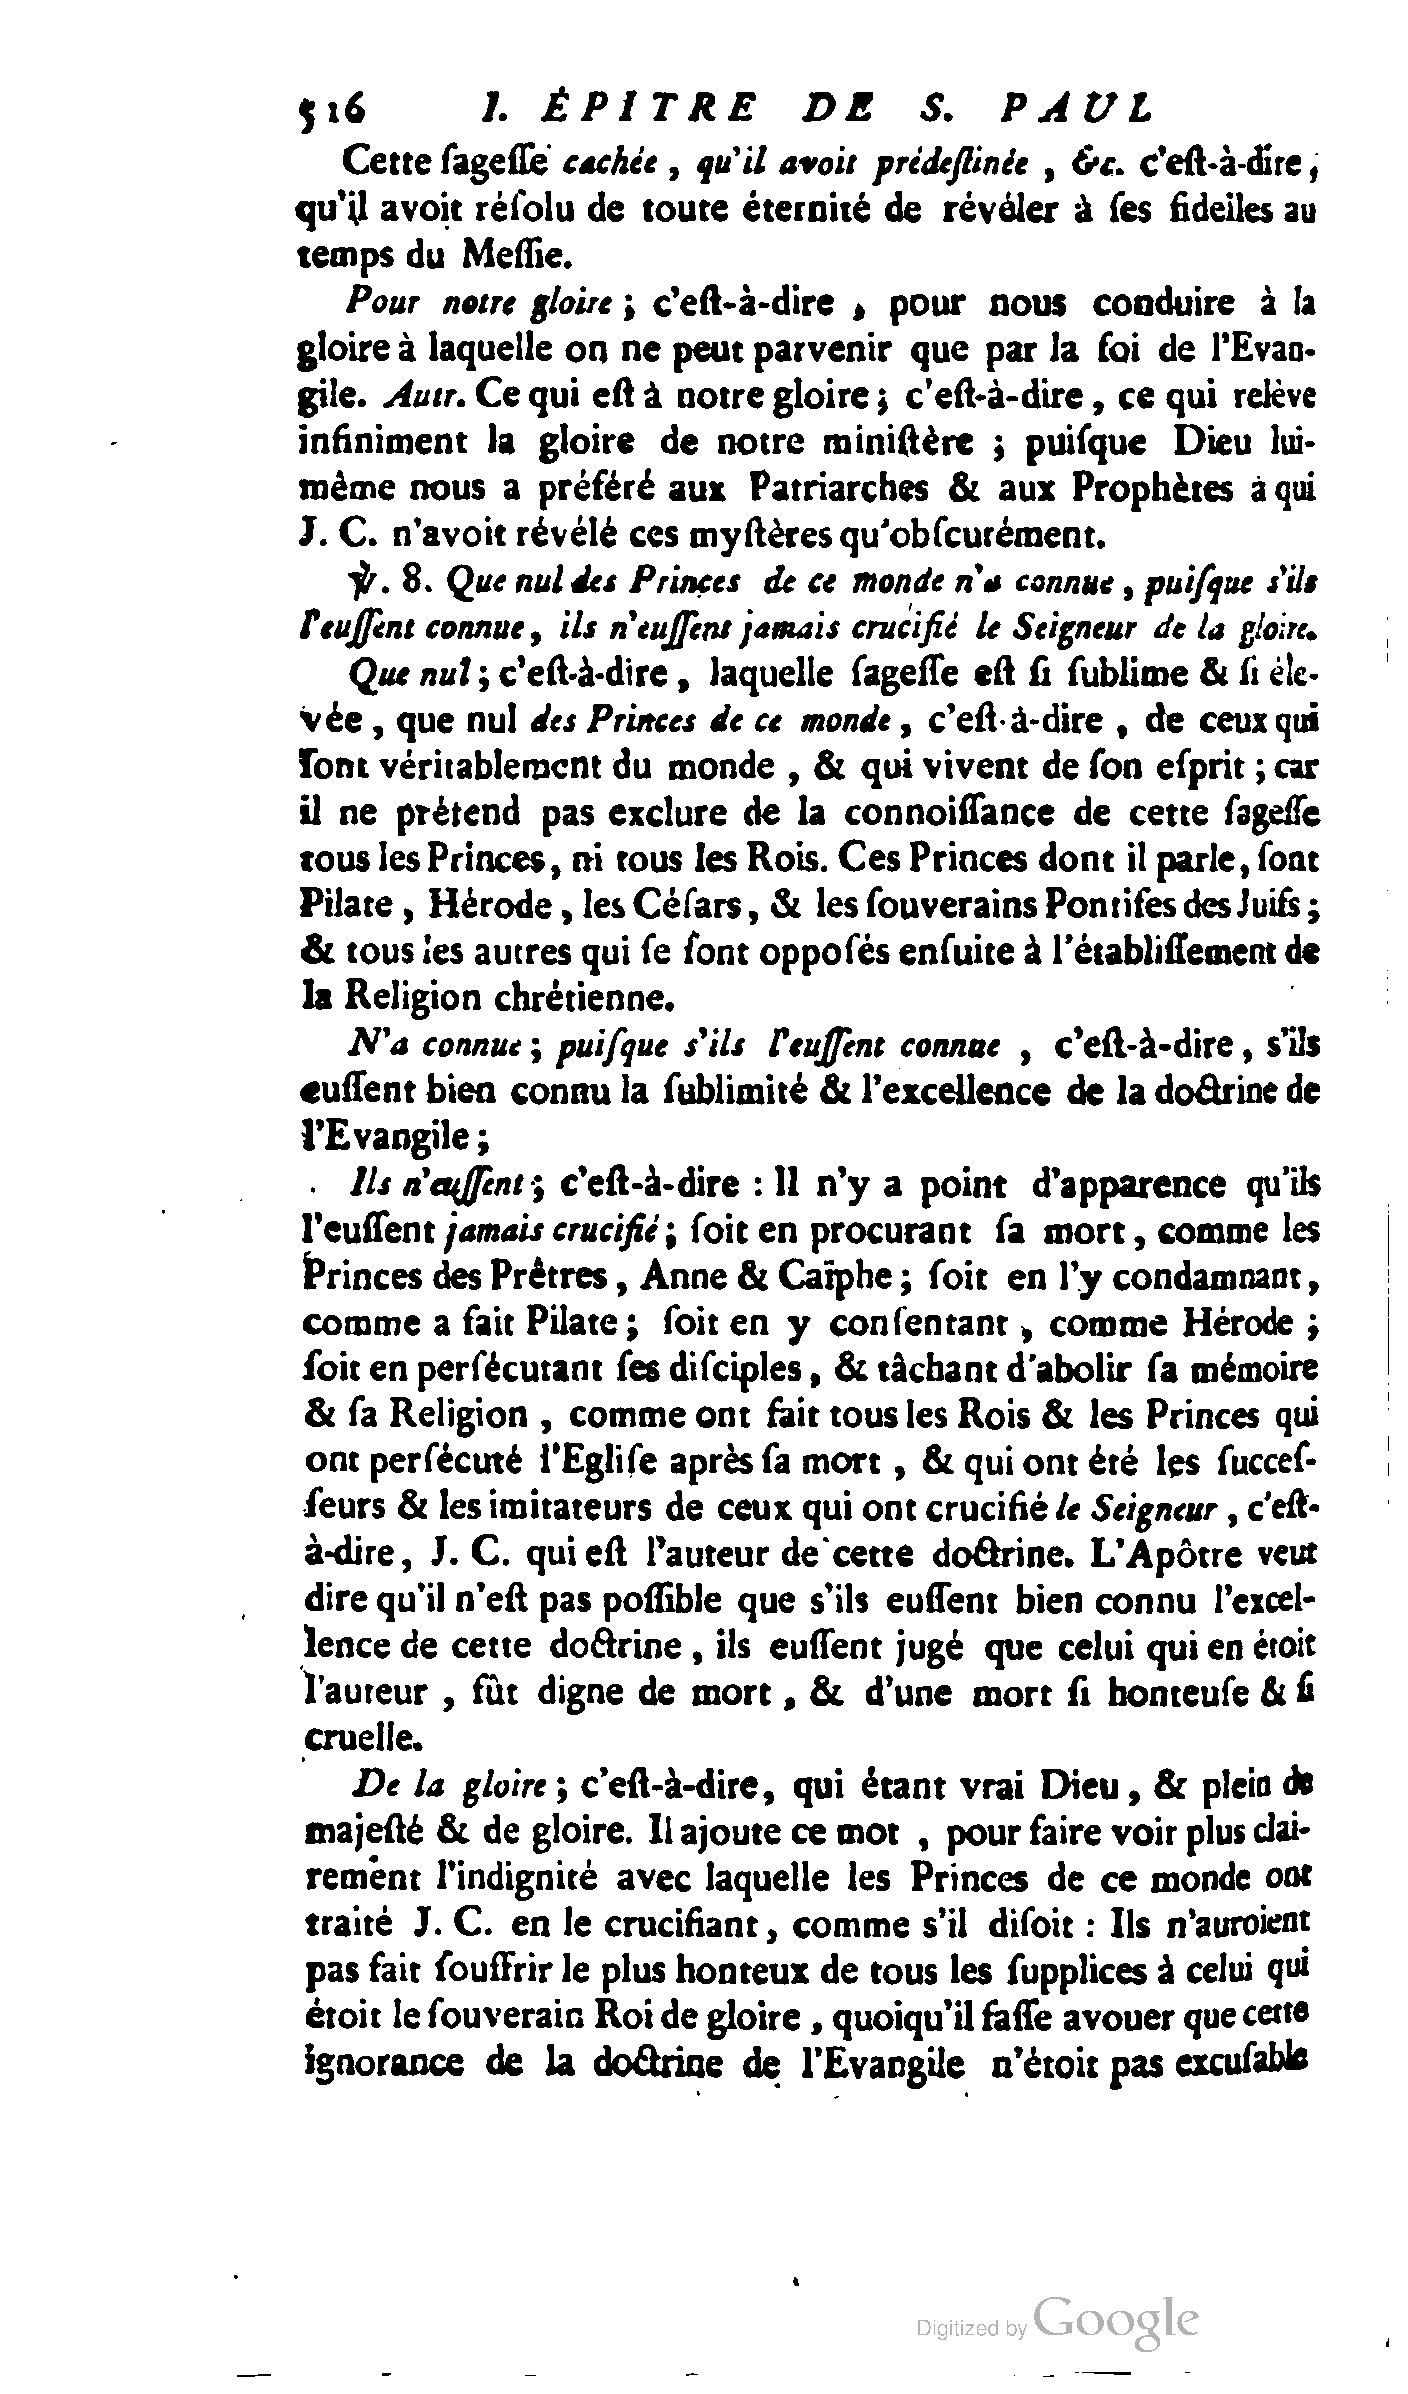 516 I. ÉPITRE DE S. PAUL
Cette ſageſſe cachée, qu'il avoit prédeſtinée, &c. c'eſt-à-dire,
qu'il avoit réſolu de toute éternité de révéler à ſes fideiles au
temps du Meſſie.
Pour notre gloire; c'eſt-à-dire, pour nous conduire à la
gloire à laquelle on ne peut parvenir que par la foi de l'Evan-
gile. Autr. Ce qui eſt à notre gloire; c'eſt-à-dire, ce qui relève
infiniment la gloire de notre miniſtère; puiſque Dieu lui-
même nous a préféré aux Patriarches & aux Prophètes à qui
J. C. n'avoit révélé ces myſtères qu'obſcurément.
℣. 8. Que nul des Princes de ce monde n'a connue, puiſque s'ils
l'euſſent connue, ils n'euſſent jamais crucifié le Seigneur de la gloire.
Que nul; c'eſt-à-dire, laquelle ſageſſe eſt ſi ſublime & ſi éle-
vée, que nul des Princes de ce monde, c'eſt-à-dire, de ceux qui
ſont véritablement du monde, & qui vivent de ſon eſprit; car
il ne prétend pas exclure de la connoiſſance de cette ſageſſe
tous les Princes, ni tous les Rois. Ces Princes dont il parle, ſont
Pilate, Hérode, les Céſars, & les ſouverains Pontifes des Juifs;
& tous les autres qui ſe ſont oppoſés enſuite à l'établiſſement de
la Religion chrétienne.
N'a connue; puiſque s'ils l'euſſent connue, c'eſt-à-dire, s'ils
euſſent bien connu la ſublimité & l'excellence de la doctrine de
l'Evangile;
Ils n'euſſent; c'eſt-à-dire : Il n'y a point d'apparence qu'ils
l'euſſent jamais crucifié; ſoit en procurant ſa mort, comme les
Princes des Prêtres, Anne & Caïphe; ſoit en l'y condamnant,
comme a fait Pilate; ſoit en y conſentant, comme Hérode;
ſoit en perſécutant ſes diſciples, & tâchant d'abolir ſa mémoire
& ſa Religion, comme ont fait tous les Rois & les Princes qui
ont perſécuté l'Egliſe après ſa mort, & qui ont été les ſucceſ-
ſeurs & les imitateurs de ceux qui ont crucifié le Seigneur, c'eſt-
à-dire, J. C. qui eſt l'auteur de cette doctrine. L'Apôtre veut
dire qu'il n'eſt pas poſſible que s'ils euſſent bien connu l'excel-
lence de cette doctrine, ils euſſent jugé que celui qui en étoit
l'auteur, fût digne de mort, & d'une mort ſi honteuſe & ſi
cruelle.
De la gloire; c'eſt-à-dire, qui étant vrai Dieu, & plein de
majeſté & de gloire. Il ajoute ce mot, pour faire voir plus clai-
rement l'indignité avec laquelle les Princes de ce monde ont
traité J. C. en le crucifiant, comme s'il diſoit : Ils n'auroient
pas fait ſouffrir le plus honteux de tous les ſupplices à celui qui
étoit le ſouverain Roi de gloire, quoiqu'il faſſe avouer que cette
ignorance de la doctrine de l'Evangile n'étoit pas excuſable
Digitized by Google